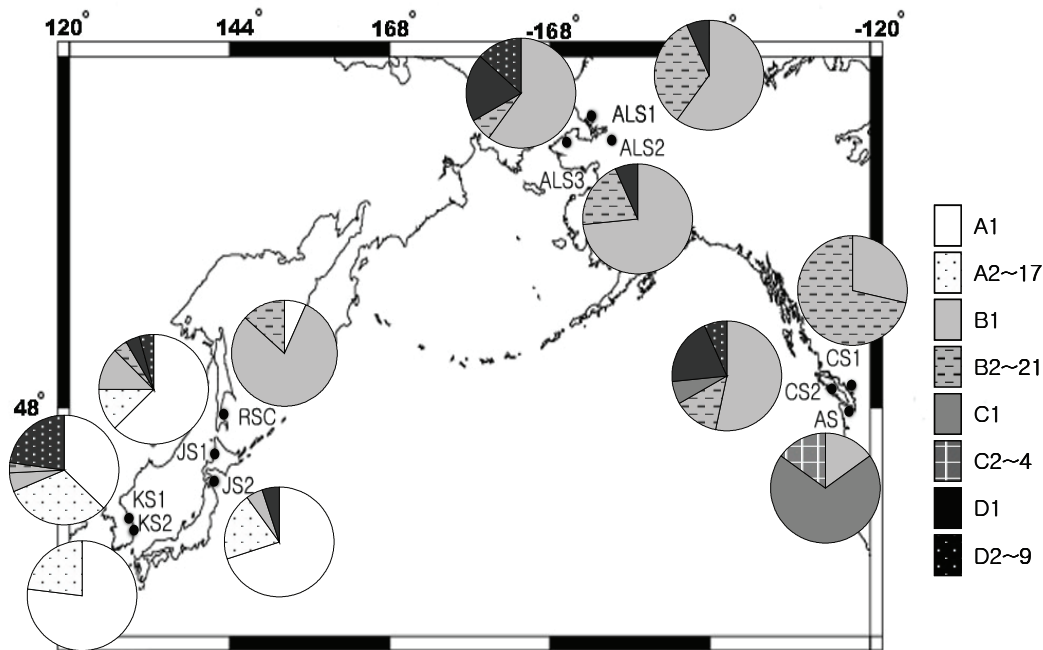 120° 144° 168° -168° ° -120°
ALS1
ALS2
ALS3
CS1
CS2
AS
48°
RSC
JS1
JS2
KS1
KS2
A1
A2~17
B1
B2~21
C1
C2~4
D1
D2~9